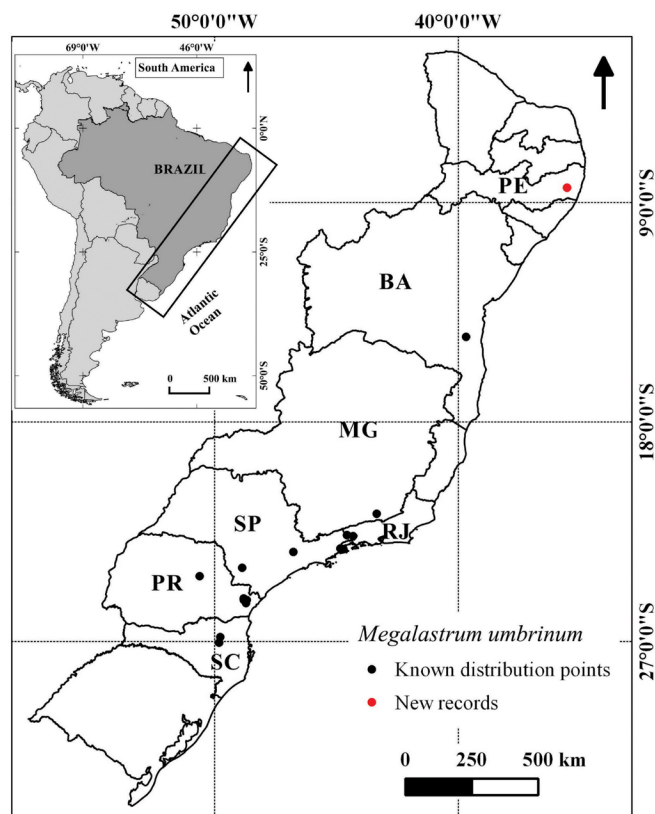 50°0'0"W
40°0'0"W
69°0'W
46°0'W
South America
0°0'S
BRAZIL
PE
9°0'0"S
25°0'S
BA
Atlantic
Ocean
0
500 km
50°0'S
MG
18°0'0"S
SP
RJ
PR
Megalastrum umbrinum
27°0'0"S
SC
Known distribution points
New records
0
250
500 km